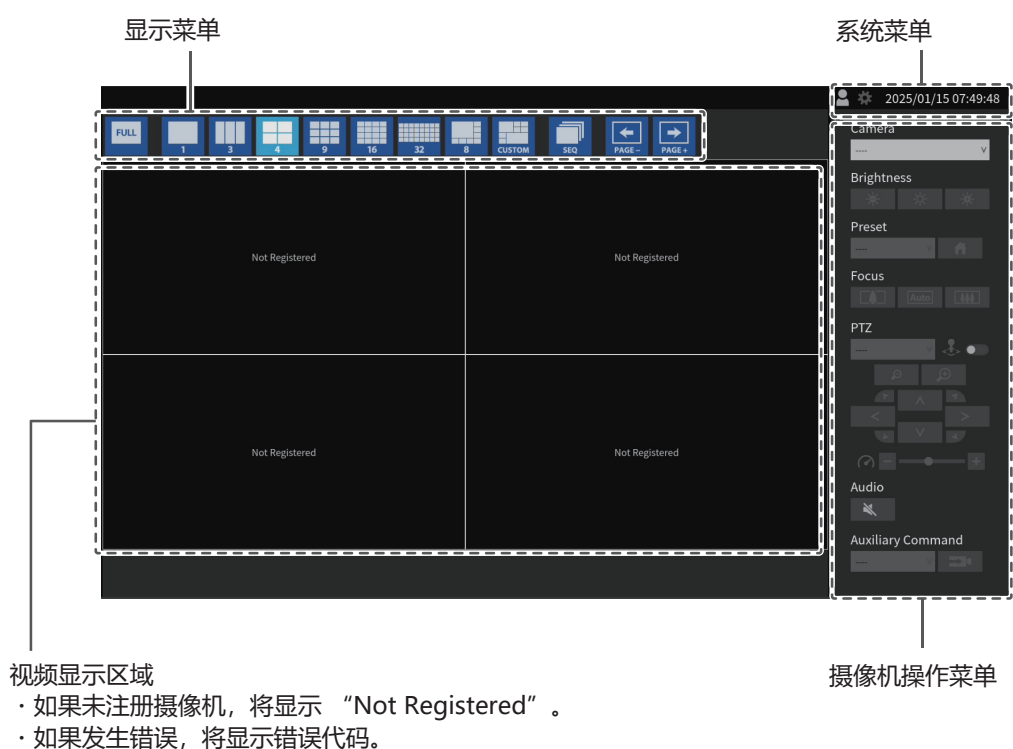 显示菜单
系统菜单
2025/01/15 07:49:48
FULL
1
3
4
9
16
32
8
CUSTOM
SEQ
PAGE−
PAGE+
Camera
----
Brightness
Preset
----
Focus
Auto
PTZ
----
Not Registered
Not Registered
Not Registered
Not Registered
Audio
Auxiliary Command
----
视频显示区域
・如果未注册摄像机，将显示 “Not Registered”。
・如果发生错误，将显示错误代码。
摄像机操作菜单